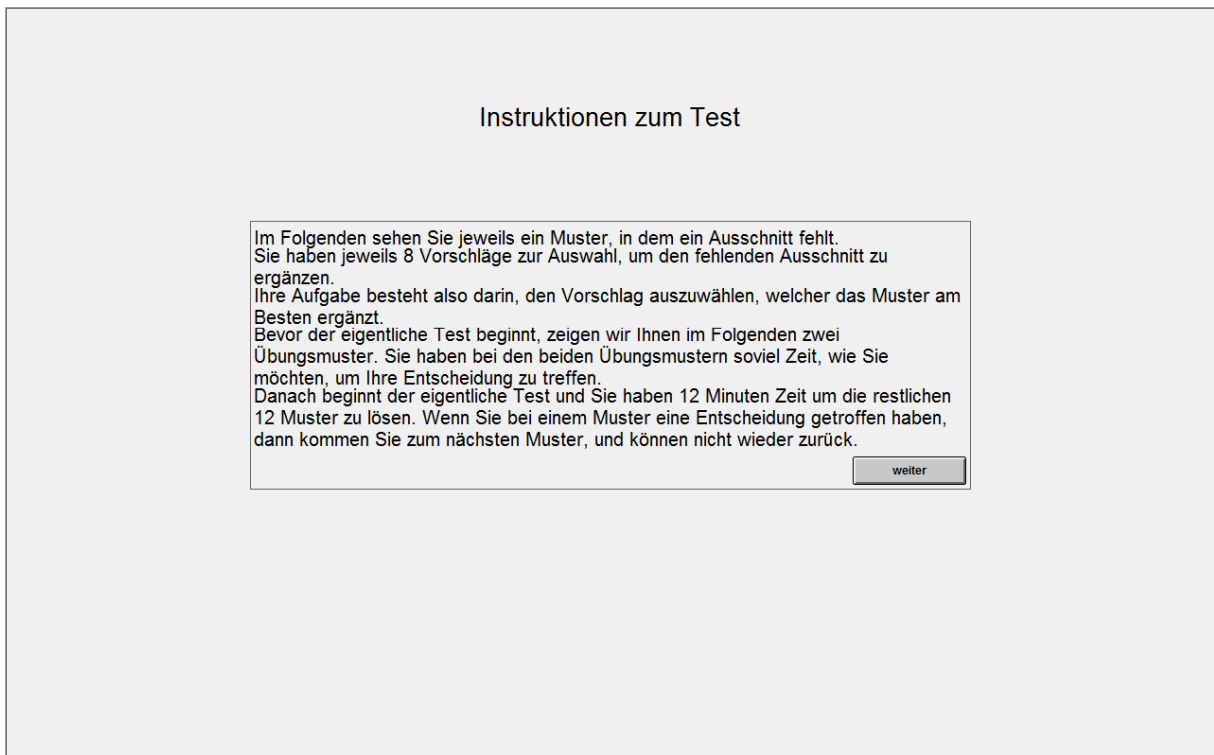 Instruktionen zum Test
Im Folgenden sehen Sie jeweils ein Muster, in dem ein Ausschnitt fehlt.
Sie haben jeweils 8 Vorschläge zur Auswahl, um den fehlenden Ausschnitt zu
ergänzen.
Ihre Aufgabe besteht also darin, den Vorschlag auszuwählen, welcher das Muster am
Besten ergänzt.
Bevor der eigentliche Test beginnt, zeigen wir Ihnen im Folgenden zwei
Übungsmuster. Sie haben bei den beiden Übungsmustern soviel Zeit, wie Sie
möchten, um Ihre Entscheidung zu treffen.
Danach beginnt der eigentliche Test und Sie haben 12 Minuten Zeit um die restlichen
12 Muster zu lösen. Wenn Sie bei einem Muster eine Entscheidung getroffen haben,
dann kommen Sie zum nächsten Muster, und können nicht wieder zurück.
weiter